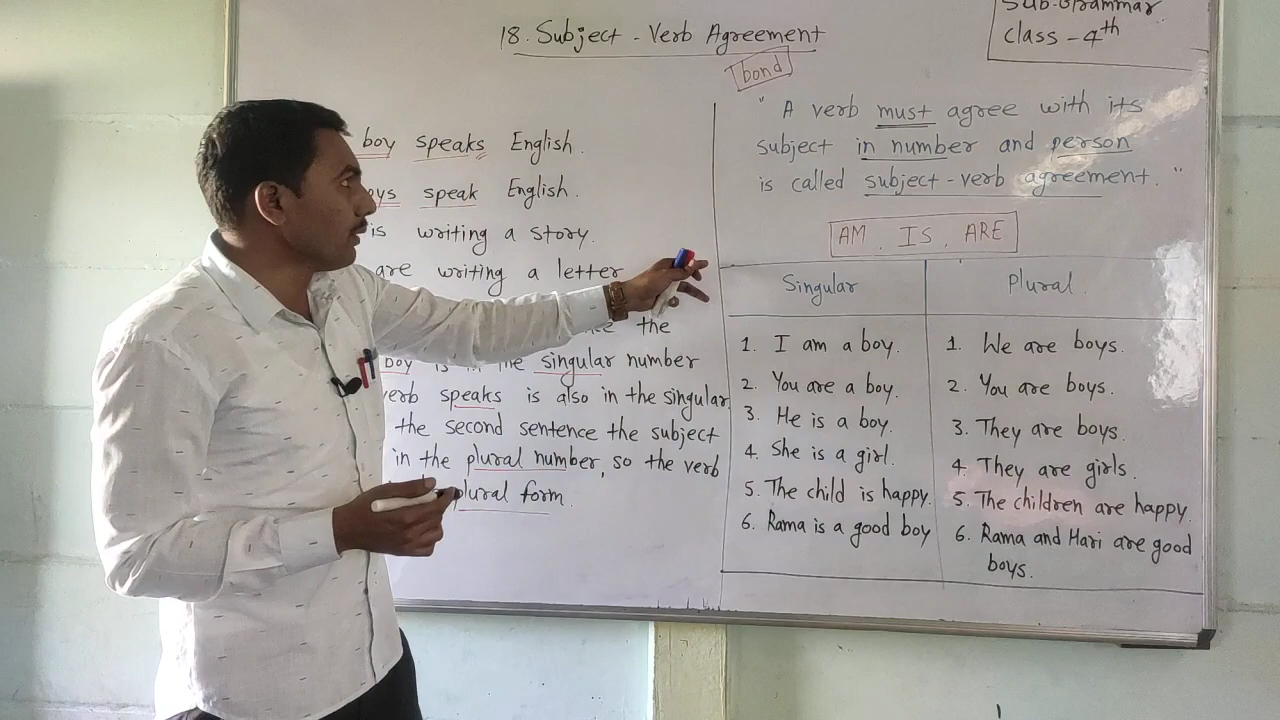 18. Subject - Verb Agreement
Sub-Grammar
Class - 4th
bond
boy speaks English.
speak English.
is writing a story.
are writing a letter
the
boy is the singular number
verb speaks is also in the singular
the second sentence the subject
in the plural number, so the verb
plural form.
" A verb must agree with its
subject in number and person
is called subject-verb agreement. "
AM, IS, ARE
Singular
1. I am a boy.
2. You are a boy.
3. He is a boy.
4. She is a girl.
5. The child is happy.
6. Rama is a good boy
Plural
1. We are boys.
2. You are boys.
3. They are boys.
4. They are girls.
5. The children are happy.
6. Rama and Hari are good
boys.